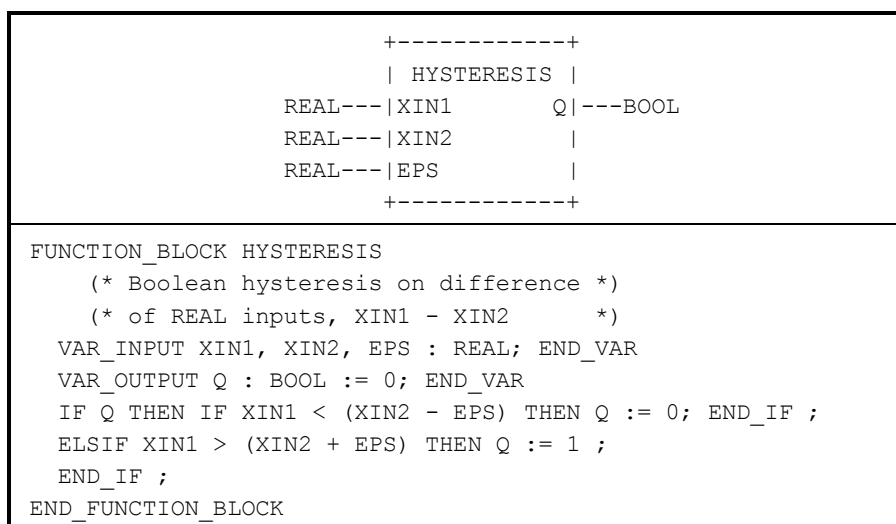 +------------+
| HYSTERESIS |
REAL---|XIN1       Q|---BOOL
REAL---|XIN2        |
REAL---|EPS         |
+------------+
FUNCTION_BLOCK HYSTERESIS
(* Boolean hysteresis on difference *)
(* of REAL inputs, XIN1 - XIN2      *)
VAR_INPUT XIN1, XIN2, EPS : REAL; END_VAR
VAR_OUTPUT Q : BOOL := 0; END_VAR
IF Q THEN IF XIN1 < (XIN2 - EPS) THEN Q := 0; END_IF ;
ELSIF XIN1 > (XIN2 + EPS) THEN Q := 1 ;
END_IF ;
END_FUNCTION_BLOCK